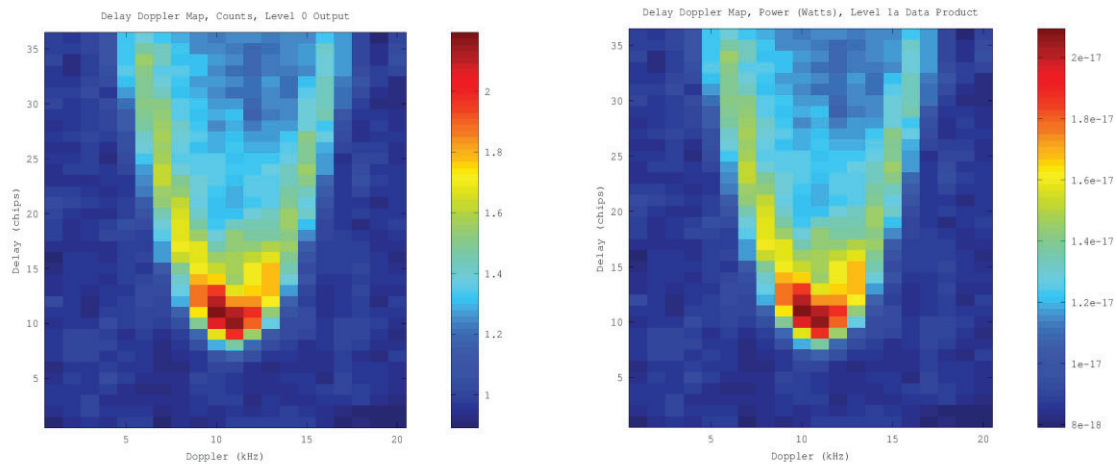 Delay Doppler Map, Counts, Level 0 Output
35
30
25
20
15
10
5
Delay (chips)
5
10
15
20
Doppler (kHz)
2
1.8
1.6
1.4
1.2
1
Delay Doppler Map, Power (Watts), Level 1a Data Product
35
30
25
20
15
10
5
Delay (chips)
5
10
15
20
Doppler (kHz)
2e-17
1.8e-17
1.6e-17
1.4e-17
1.2e-17
1e-17
8e-18